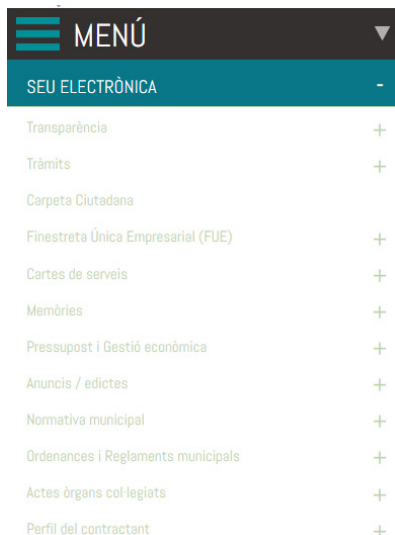 MENÚ ▼
SEU ELECTRÒNICA -
Transparència +
Tràmits +
Carpeta Ciutadana
Finestreta Única Empresarial (FUE) +
Cartes de serveis +
Memòries +
Pressupost i Gestió econòmica +
Anuncis / edictes +
Normativa municipal +
Ordenances i Reglaments municipals +
Actes òrgans col·legiats +
Perfil del contractant +